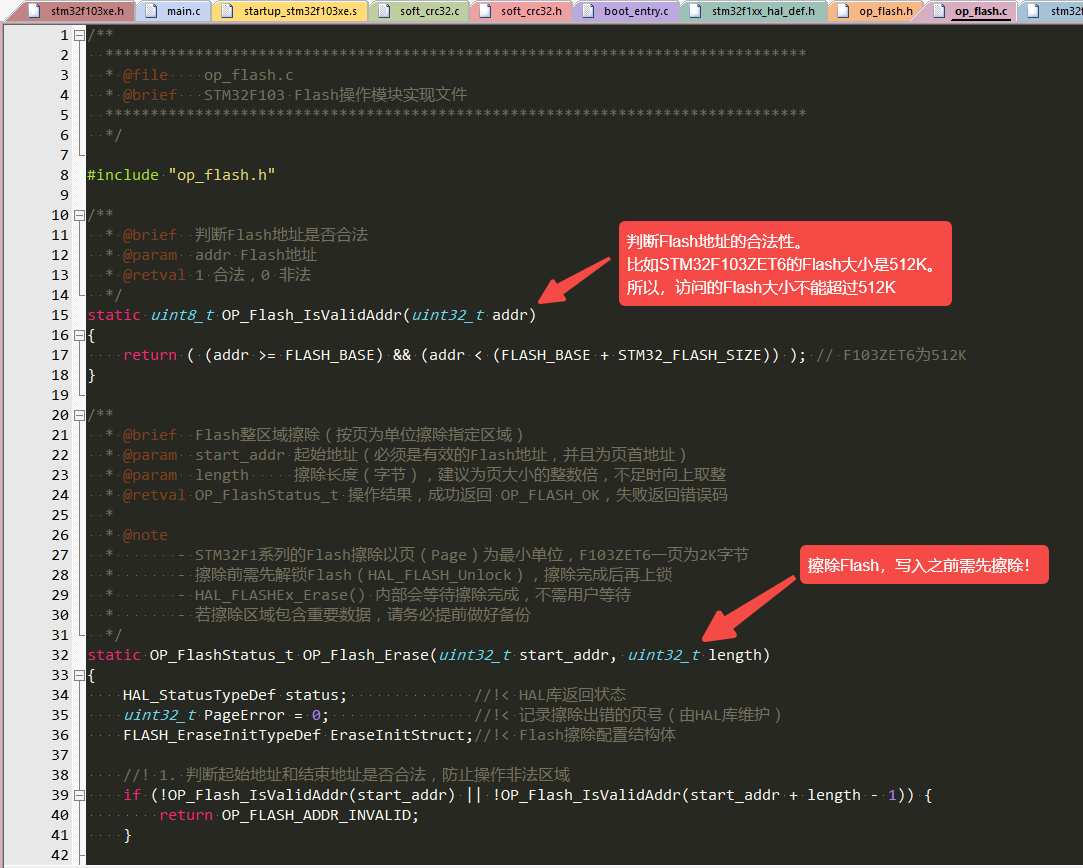 stm32f103xe.h main.c startup_stm32f103xe.s soft_crc32.c soft_crc32.h boot_entry.c stm32f1xx_hal_def.h op_flash.h op_flash.c stm32f
1 /**
2 ******************************************************************************
3 * @file op_flash.c
4 * @brief STM32F103 Flash操作模块实现文件
5 ******************************************************************************
6 */
7
8 #include "op_flash.h"
9
10 /**
11 * @brief 判断Flash地址是否合法
12 * @param addr Flash地址
13 * @retval 1 合法，0 非法
14 */
15 static uint8_t OP_Flash_IsValidAddr(uint32_t addr)
16 {
17 return ( (addr >= FLASH_BASE) && (addr < (FLASH_BASE + STM32_FLASH_SIZE)) ); // F103ZET6为512K
18 }
19
判断Flash地址的合法性。
比如STM32F103ZET6的Flash大小是512K。
所以，访问的Flash大小不能超过512K
20 /**
21 * @brief Flash整区域擦除（按页为单位擦除指定区域）
22 * @param start_addr 起始地址（必须是有效的Flash地址，并且为页首地址）
23 * @param length 擦除长度（字节），建议为页大小的整数倍，不足时向上取整
24 * @retval OP_FlashStatus_t 操作结果，成功返回 OP_FLASH_OK，失败返回错误码
25 *
26 * @note
27 * - STM32F1系列的Flash擦除以页（Page）为最小单位，F103ZET6一页为2K字节
28 * - 擦除前需先解锁Flash（HAL_FLASH_Unlock），擦除完成后再上锁
29 * - HAL_FLASHEx_Erase() 内部会等待擦除完成，不需用户等待
30 * - 若擦除区域包含重要数据，请务必提前做好备份
31 */
擦除Flash，写入之前需先擦除！
32 static OP_FlashStatus_t OP_Flash_Erase(uint32_t start_addr, uint32_t length)
33 {
34 HAL_StatusTypeDef status; //!< HAL库返回状态
35 uint32_t PageError = 0; //!< 记录擦除出错的页号（由HAL库维护）
36 FLASH_EraseInitTypeDef EraseInitStruct;//!< Flash擦除配置结构体
37
38 //! 1. 判断起始地址和结束地址是否合法，防止操作非法区域
39 if (!OP_Flash_IsValidAddr(start_addr) || !OP_Flash_IsValidAddr(start_addr + length - 1)) {
40 return OP_FLASH_ADDR_INVALID;
41 }
42